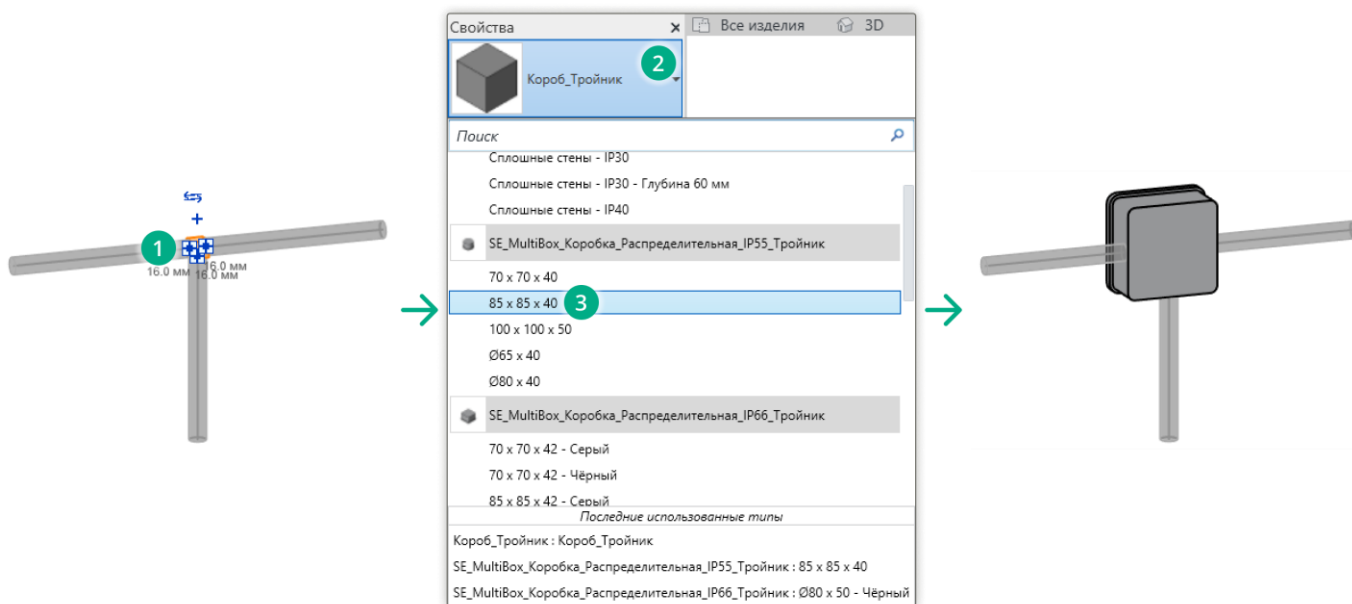 Свойства
Все изделия
3D
Короб_Тройник
2
Поиск
Сплошные стены - IP30
Сплошные стены - IP30 - Глубина 60 мм
Сплошные стены - IP40
SE_MultiBox_Коробка_Распределительная_IP55_Тройник
70 x 70 x 40
85 x 85 x 40
3
100 x 100 x 50
Ø65 x 40
Ø80 x 40
SE_MultiBox_Коробка_Распределительная_IP66_Тройник
70 x 70 x 42 - Серый
70 x 70 x 42 - Чёрный
85 x 85 x 42 - Серый
Последние использованные типы
Короб_Тройник : Короб_Тройник
SE_MultiBox_Коробка_Распределительная_IP55_Тройник : 85 x 85 x 40
SE_MultiBox_Коробка_Распределительная_IP66_Тройник : Ø80 x 50 - Чёрный
1
16.0 мм
16.0 мм
16.0 мм